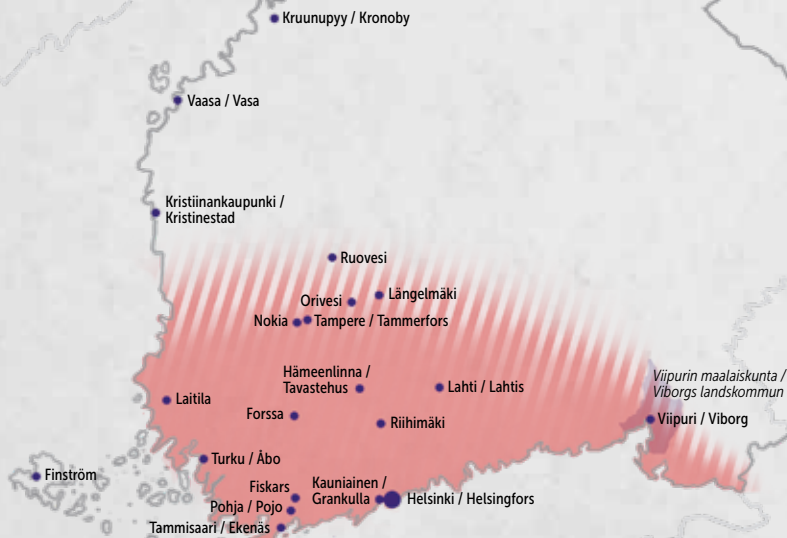 Kruunupyy / Kronoby
Vaasa / Vasa
Kristiinankaupunki /
Kristinestad
Ruovesi
Längelmäki
Orivesi
Nokia
Tampere / Tammerfors
Hämeenlinna /
Tavastehus
Lahti / Lahtis
Viipurin maalaiskunta /
Viborgs landskommun
Laitila
Forssa
Riihimäki
Viipuri / Viborg
Turku / Åbo
Finström
Fiskars
Kauniainen /
Grankulla
Helsinki / Helsingfors
Pohja / Pojo
Tammisaari / Ekenäs